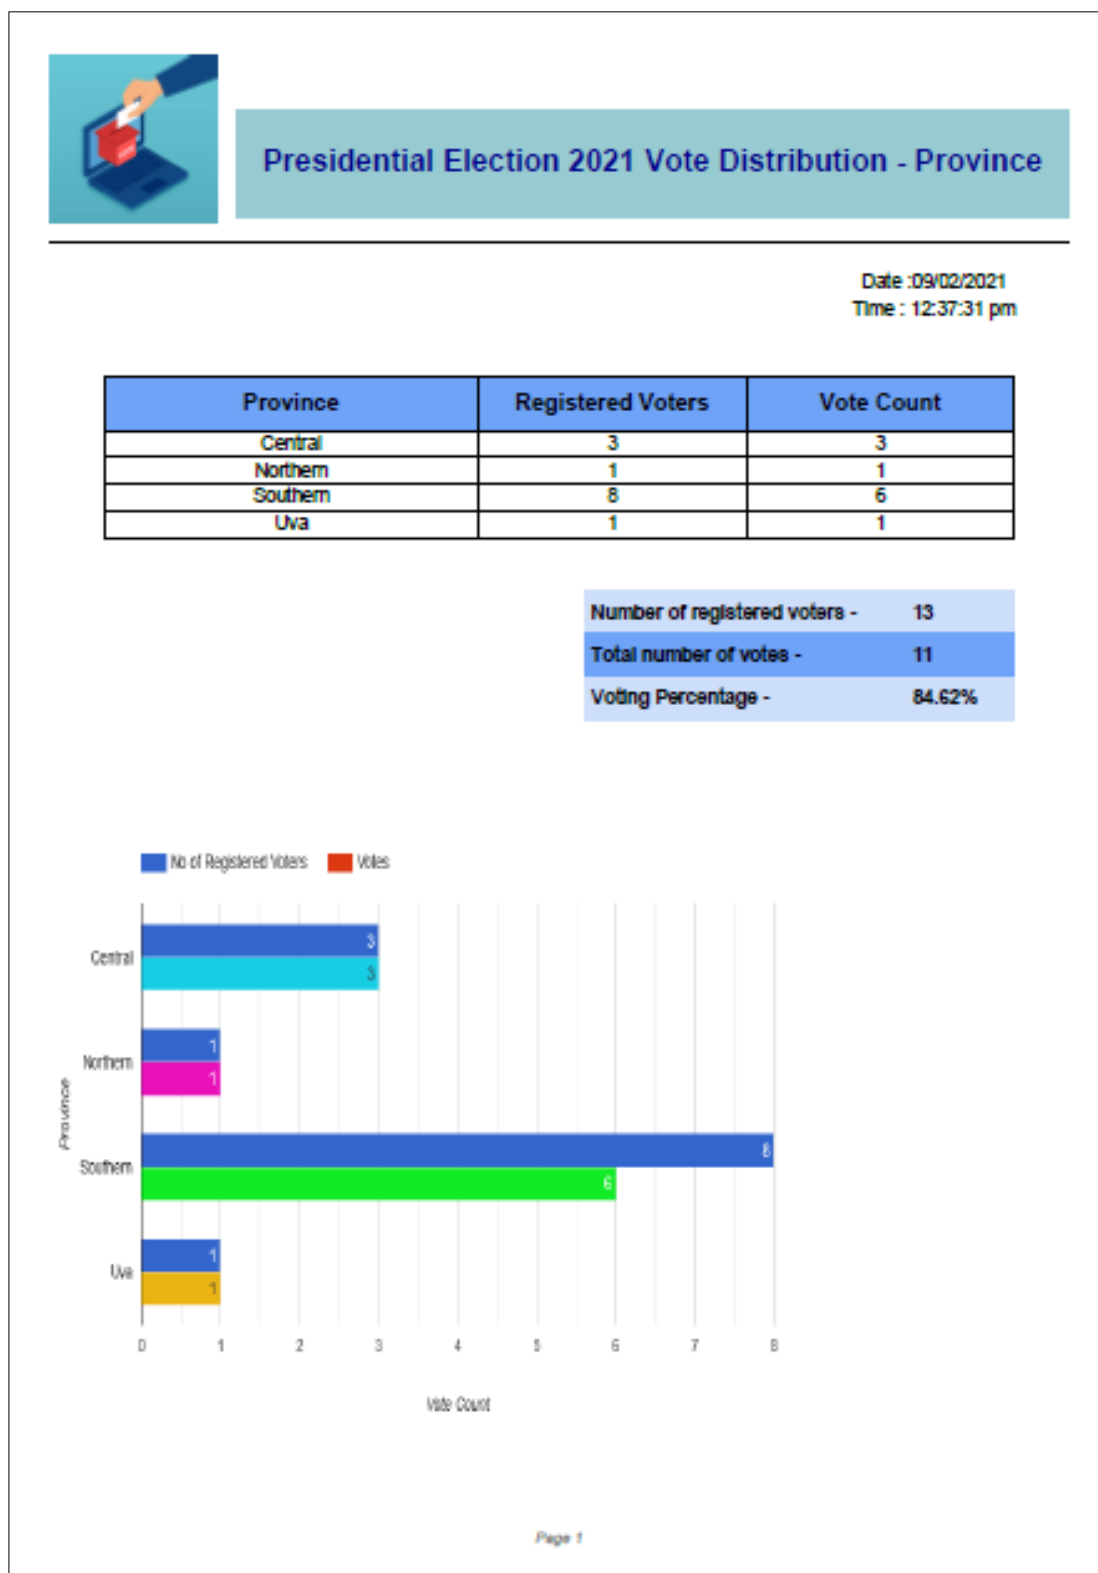 Presidential Election 2021 Vote Distribution - Province
Date :09/02/2021
Time : 12:37:31 pm
Province Registered Voters Vote Count
Central 3 3
Northern 1 1
Southern 8 6
Uva 1 1
Number of registered voters - 13
Total number of votes - 11
Voting Percentage - 84.62%
No of Registered Voters Votes
Central 3
3
Northern 1
1
Province
Southern 8
6
Uva 1
1
0 1 2 3 4 5 6 7 8
Vote Count
Page 1